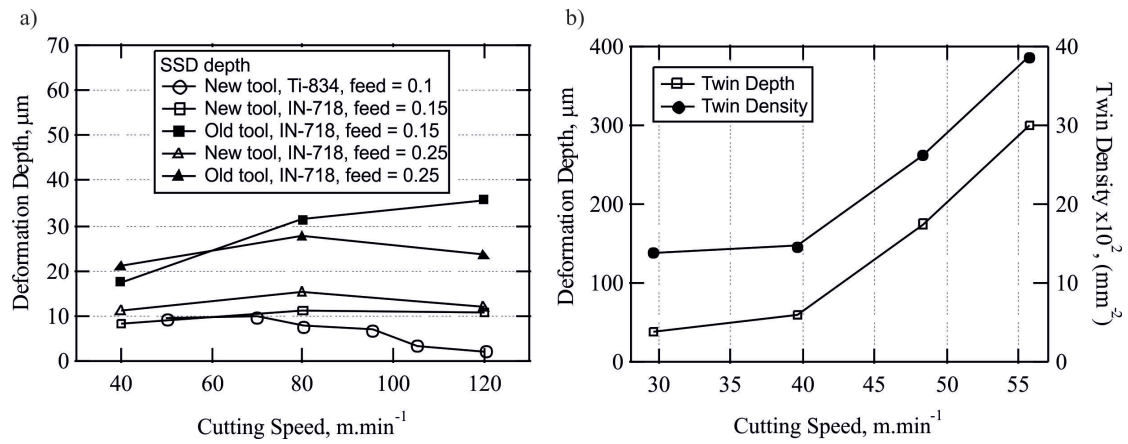 a)
70
60
50
40
30
20
10
0
Deformation Depth, μm
SSD depth
New tool, Ti-834, feed = 0.1
New tool, IN-718, feed = 0.15
Old tool, IN-718, feed = 0.15
New tool, IN-718, feed = 0.25
Old tool, IN-718, feed = 0.25
40 60 80 100 120
Cutting Speed, m.min⁻¹
b)
400
300
200
100
0
Deformation Depth, μm
Twin Depth
Twin Density
40
30
20
10
0
Twin Density x10², (mm⁻²)
30 35 40 45 50 55
Cutting Speed, m.min⁻¹